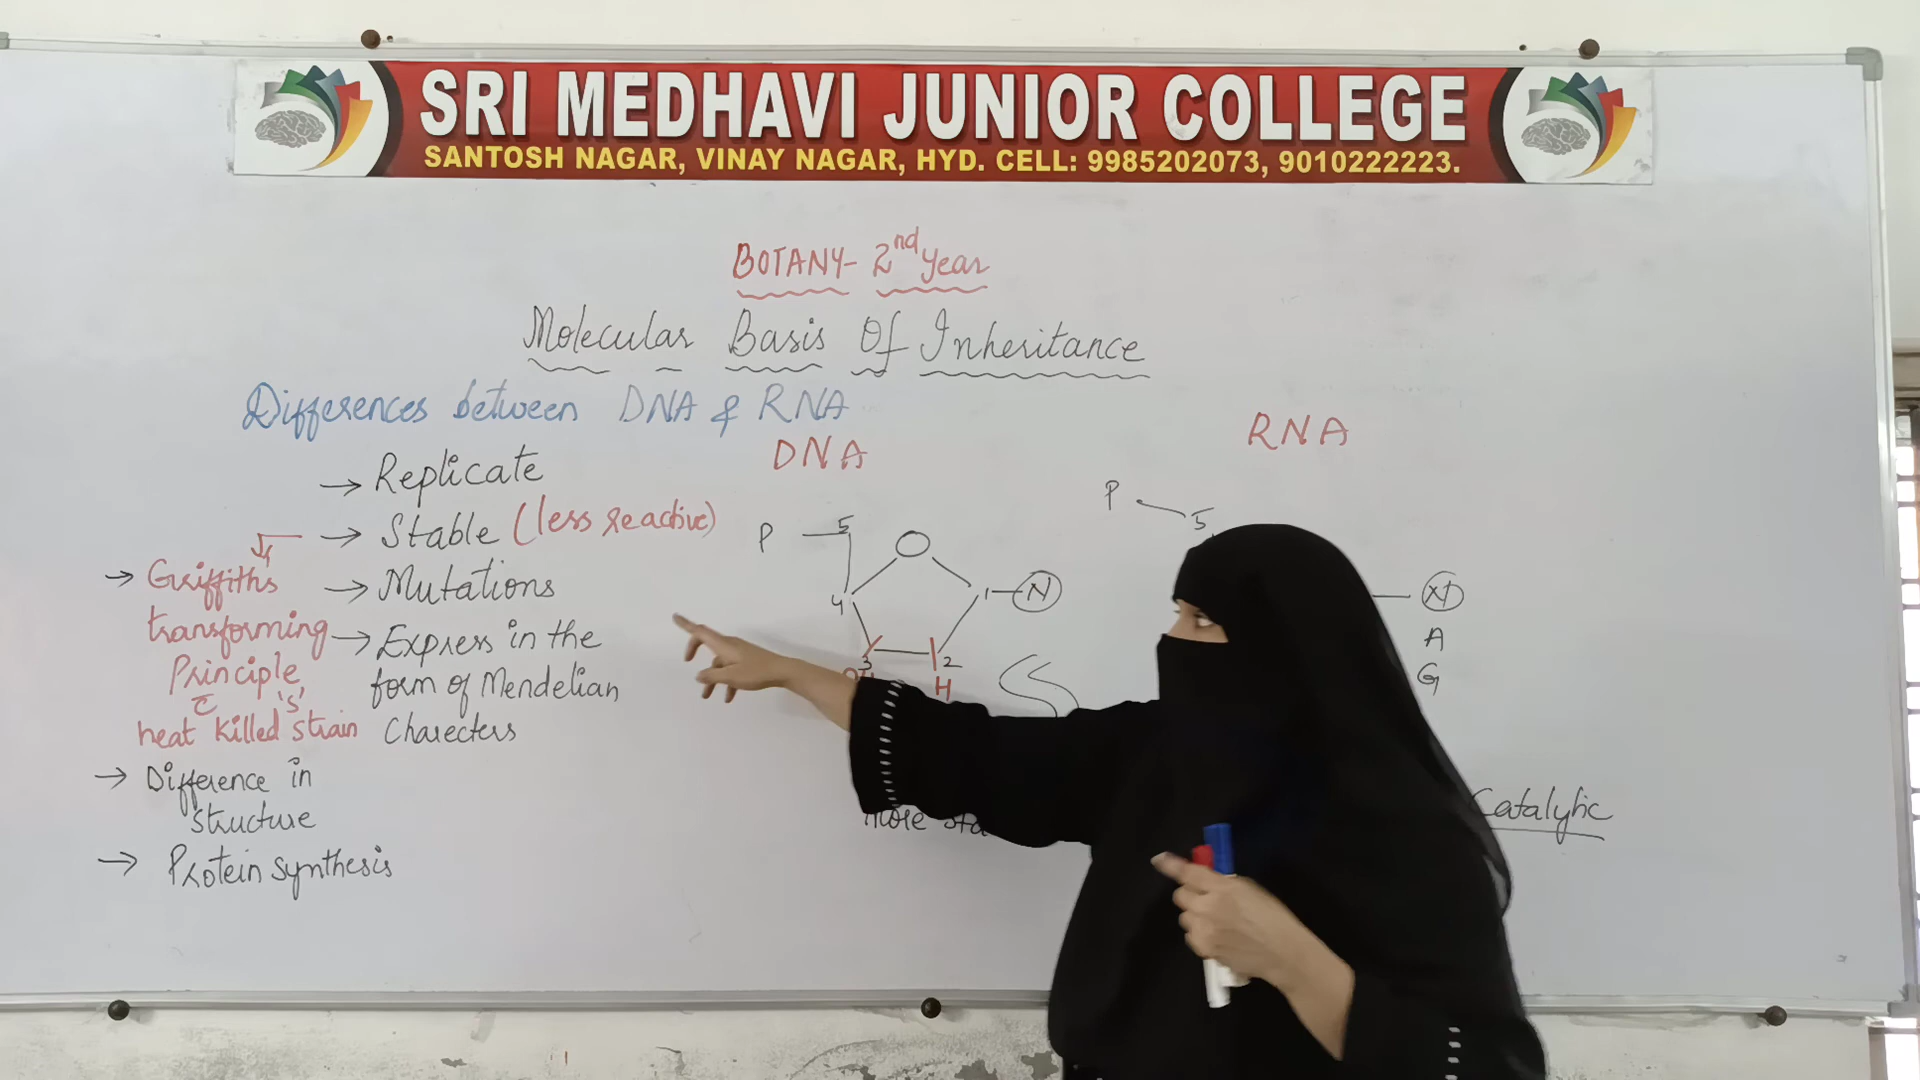 SRI MEDHAVI JUNIOR COLLEGE
SANTOSH NAGAR, VINAY NAGAR, HYD. CELL: 9985202073, 9010222223.
BOTANY- 2nd year
Molecular Basis Of Inheritance
Differences between DNA & RNA
→ Replicate
→ Stable (less reactive)
→ Mutations
→ Express in the
form of Mendelian
Charecters
→ Griffiths
transforming
Principle
c̅ 's'
heat killed strain
→ Difference in
structure
→ Protein synthesis
DNA
P 5
4 1 N
3 2
H
more
RNA
P 5
A
G
Catalytic